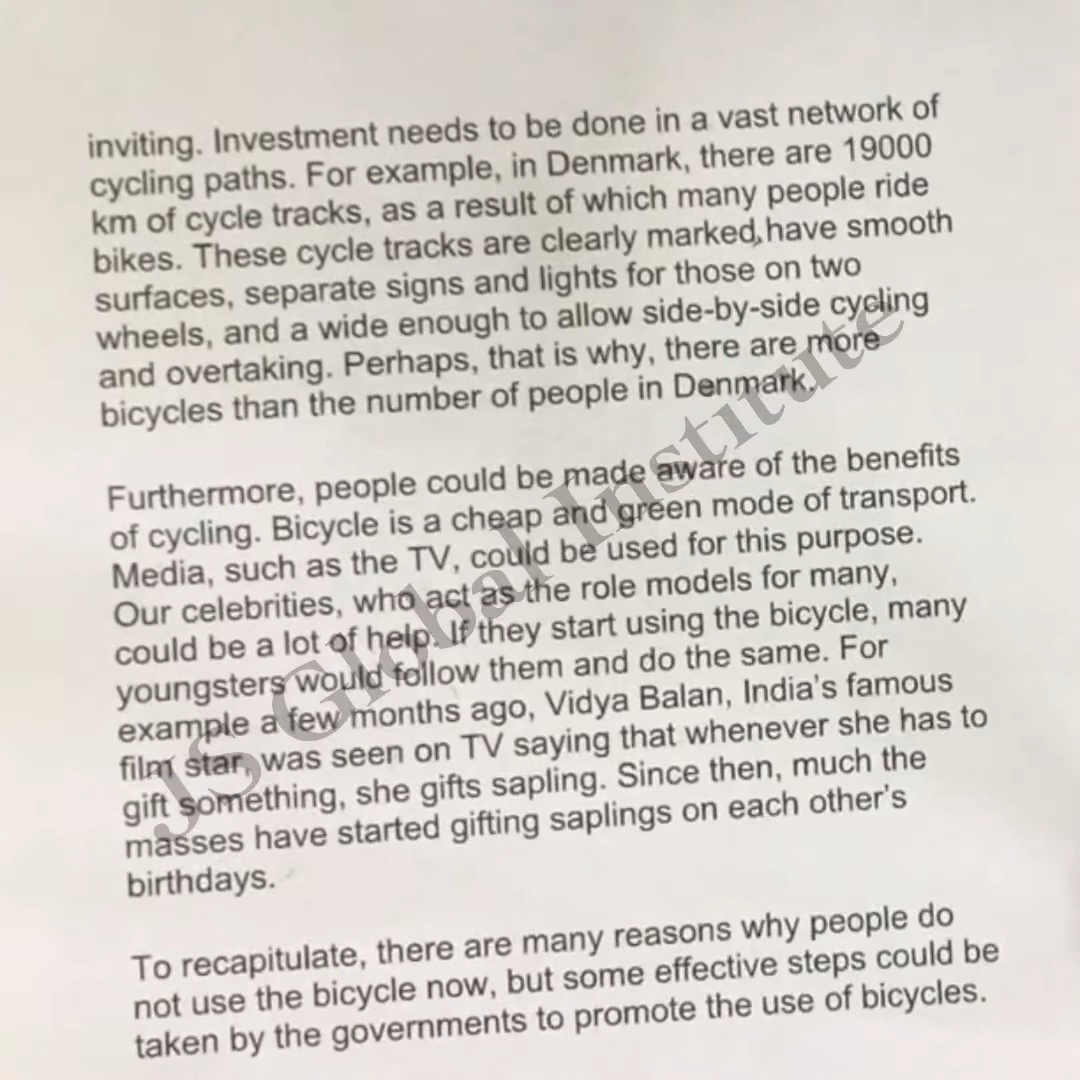 inviting. Investment needs to be done in a vast network of
cycling paths. For example, in Denmark, there are 19000
km of cycle tracks, as a result of which many people ride
bikes. These cycle tracks are clearly marked, have smooth
surfaces, separate signs and lights for those on two
wheels, and a wide enough to allow side-by-side cycling
and overtaking. Perhaps, that is why, there are more
bicycles than the number of people in Denmark.
Furthermore, people could be made aware of the benefits
of cycling. Bicycle is a cheap and green mode of transport.
Media, such as the TV, could be used for this purpose.
Our celebrities, who act as the role models for many,
could be a lot of help. If they start using the bicycle, many
youngsters would follow them and do the same. For
example a few months ago, Vidya Balan, India's famous
film star, was seen on TV saying that whenever she has to
gift something, she gifts sapling. Since then, much the
masses have started gifting saplings on each other's
birthdays.
To recapitulate, there are many reasons why people do
not use the bicycle now, but some effective steps could be
taken by the governments to promote the use of bicycles.
JS Global Institute